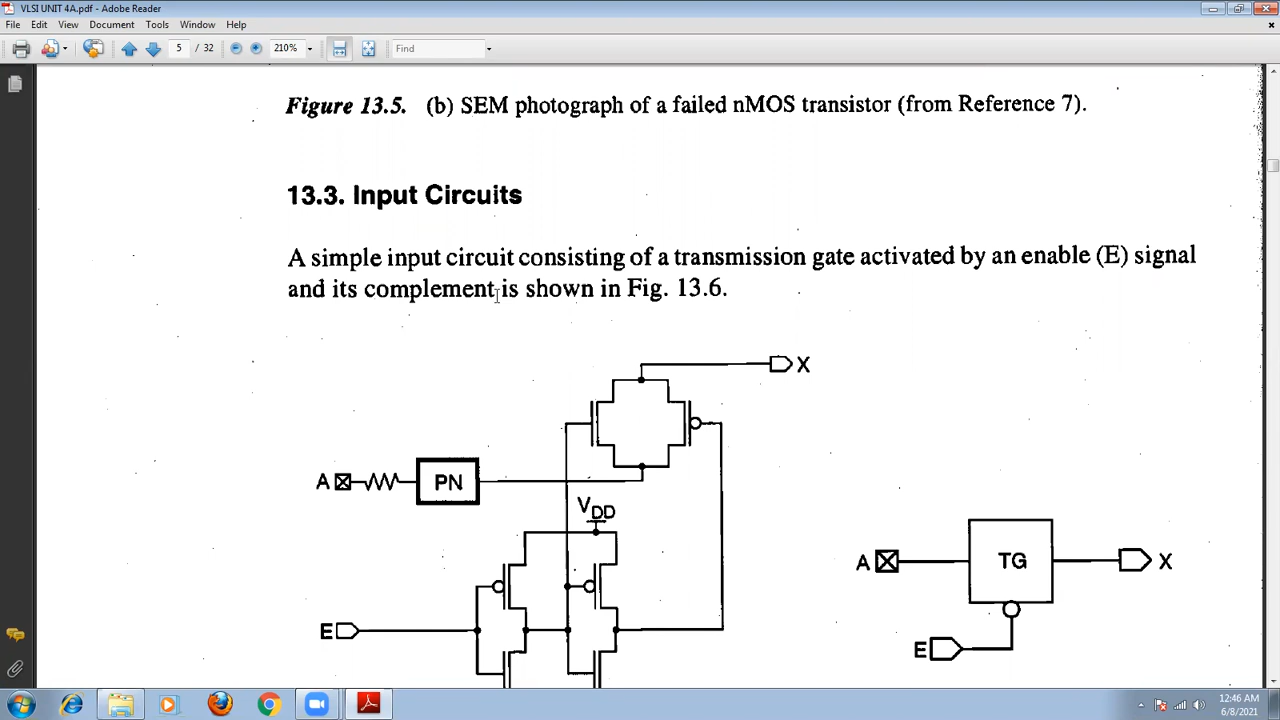 VLSI UNIT 4A.pdf - Adobe Reader
File Edit View Document Tools Window Help
5 / 32 210% Find
Figure 13.5. (b) SEM photograph of a failed nMOS transistor (from Reference 7).
13.3. Input Circuits
A simple input circuit consisting of a transmission gate activated by an enable (E) signal
and its complement is shown in Fig. 13.6.
X
A PN
VDD
A TG X
E
E
12:46 AM
6/8/2021